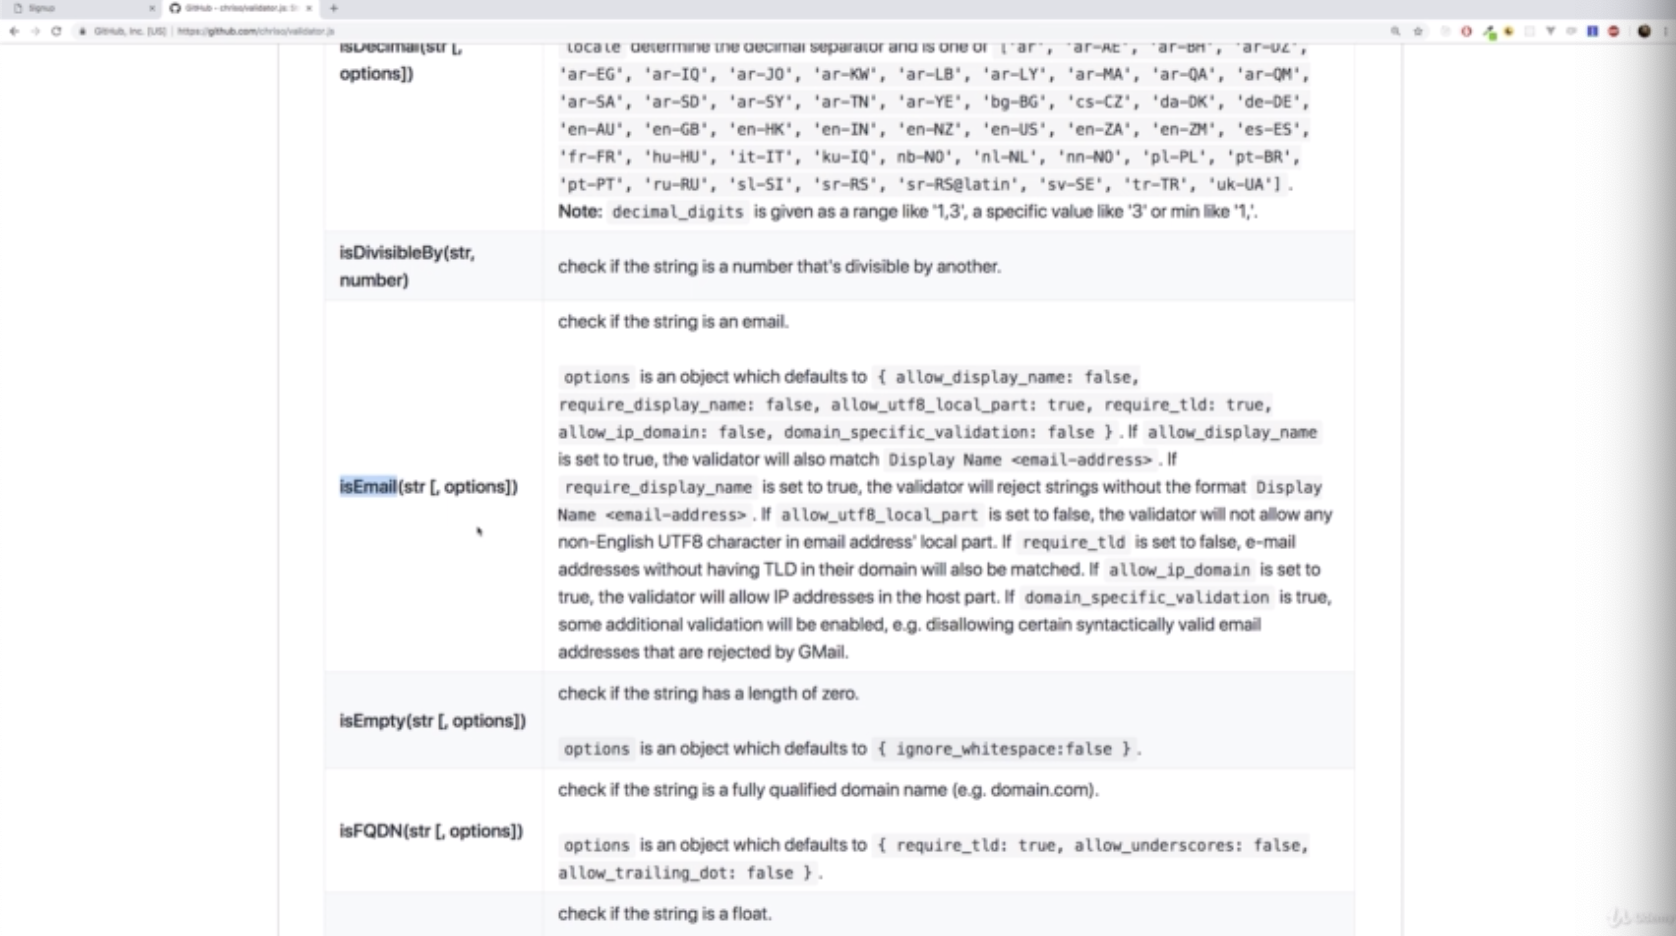 Signup
GitHub - chriso/validator.js: St
GitHub, Inc. [US] | https://github.com/chriso/validator.js
isDecimal(str [,
options])
locale determine the decimal separator and is one of ['ar', 'ar-AE', 'ar-BH', 'ar-DZ',
'ar-EG', 'ar-IQ', 'ar-JO', 'ar-KW', 'ar-LB', 'ar-LY', 'ar-MA', 'ar-QA', 'ar-QM',
'ar-SA', 'ar-SD', 'ar-SY', 'ar-TN', 'ar-YE', 'bg-BG', 'cs-CZ', 'da-DK', 'de-DE',
'en-AU', 'en-GB', 'en-HK', 'en-IN', 'en-NZ', 'en-US', 'en-ZA', 'en-ZM', 'es-ES',
'fr-FR', 'hu-HU', 'it-IT', 'ku-IQ', nb-NO', 'nl-NL', 'nn-NO', 'pl-PL', 'pt-BR',
'pt-PT', 'ru-RU', 'sl-SI', 'sr-RS', 'sr-RS@latin', 'sv-SE', 'tr-TR', 'uk-UA'] .
Note: decimal_digits is given as a range like '1,3', a specific value like '3' or min like '1,'.
isDivisibleBy(str,
number)
check if the string is a number that's divisible by another.
isEmail(str [, options])
check if the string is an email.
options is an object which defaults to { allow_display_name: false,
require_display_name: false, allow_utf8_local_part: true, require_tld: true,
allow_ip_domain: false, domain_specific_validation: false } . If allow_display_name
is set to true, the validator will also match Display Name <email-address> . If
require_display_name is set to true, the validator will reject strings without the format Display
Name <email-address> . If allow_utf8_local_part is set to false, the validator will not allow any
non-English UTF8 character in email address' local part. If require_tld is set to false, e-mail
addresses without having TLD in their domain will also be matched. If allow_ip_domain is set to
true, the validator will allow IP addresses in the host part. If domain_specific_validation is true,
some additional validation will be enabled, e.g. disallowing certain syntactically valid email
addresses that are rejected by GMail.
isEmpty(str [, options])
check if the string has a length of zero.
options is an object which defaults to { ignore_whitespace:false } .
isFQDN(str [, options])
check if the string is a fully qualified domain name (e.g. domain.com).
options is an object which defaults to { require_tld: true, allow_underscores: false,
allow_trailing_dot: false } .
check if the string is a float.
Udemy